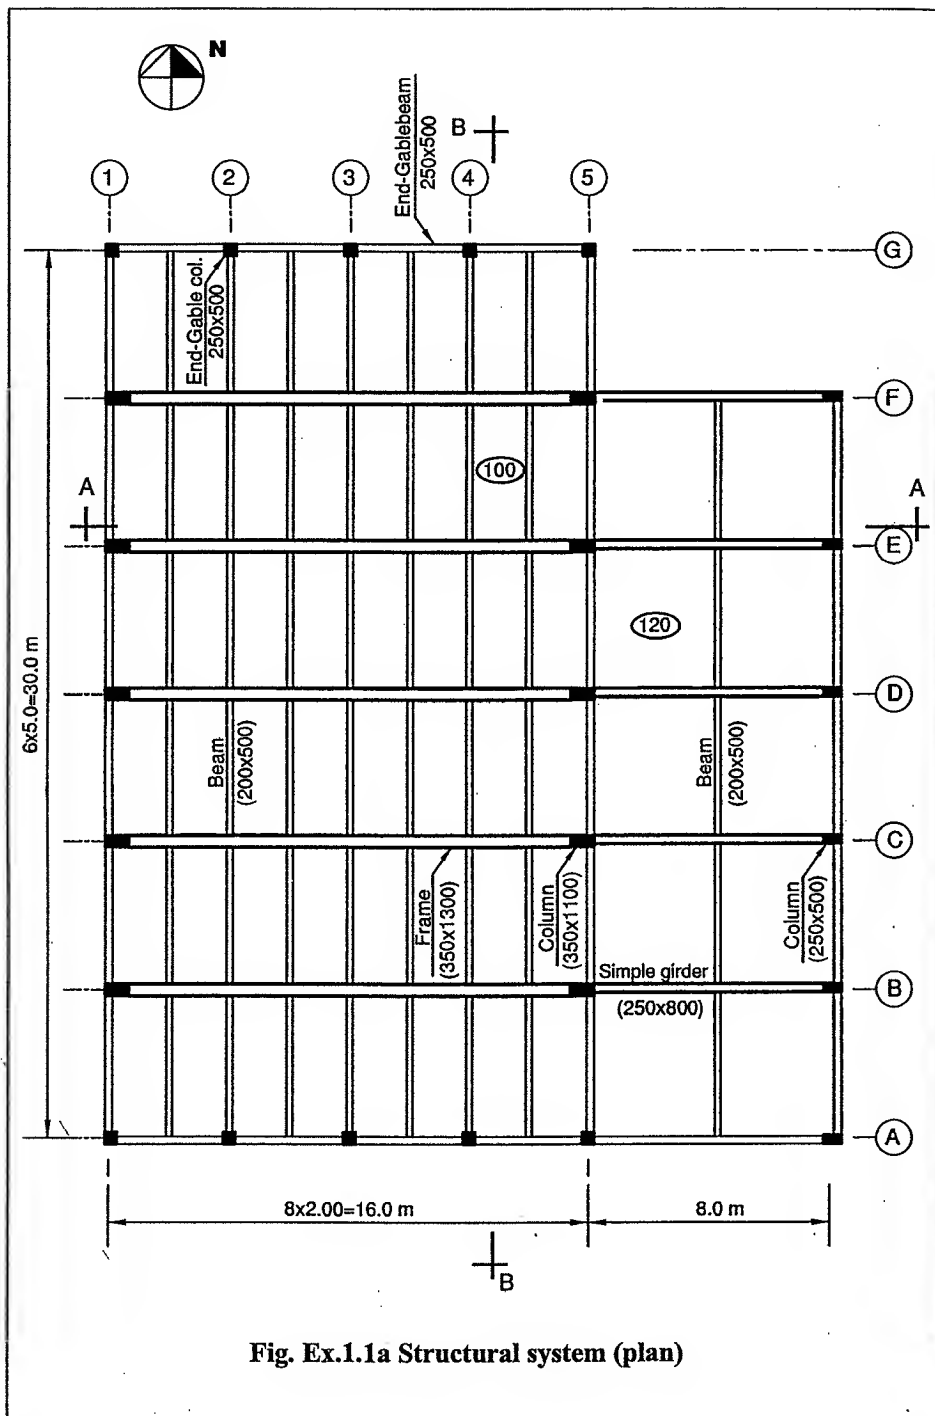 N
End-Gablebeam
250x500
B
1
2
3
4
5
G
End-Gable col.
250x500
F
100
A
A
E
120
6x5.0=30.0 m
D
Beam
(200x500)
Beam
(200x500)
C
Frame
(350x1300)
Column
(350x1100)
Column
(250x500)
Simple girder
(250x800)
B
A
8x2.00=16.0 m
8.0 m
B
Fig. Ex.1.1a Structural system (plan)